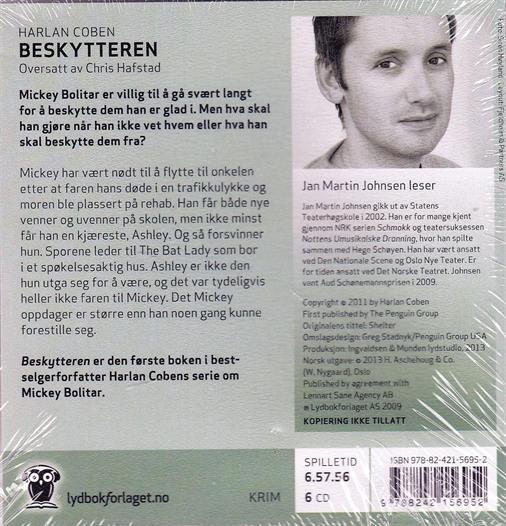 HARLAN COBEN
BESKYTTEREN
Oversatt av Chris Hafstad
Mickey Bolitar er villig til å gå svært langt
for å beskytte dem han er glad i. Men hva skal
han gjøre når han ikke vet hvem eller hva han
skal beskytte dem fra?
Mickey har vært nødt til å flytte til onkelen
etter at faren hans døde i en trafikkulykke og
moren ble plassert på rehab. Han får både nye
venner og uvenner på skolen, men ikke minst
får han en kjæreste, Ashley. Og så forsvinner
hun. Sporene leder til The Bat Lady som bor
i et spøkelsesaktig hus. Ashley er ikke den
hun utga seg for å være, og det var tydeligvis
heller ikke faren til Mickey. Det Mickey
oppdager er større enn han noen gang kunne
forestille seg.
Beskytteren er den første boken i best-
selgerforfatter Harlan Cobens serie om
Mickey Bolitar.
Jan Martin Johnsen leser
Jan Martin Johnsen gikk ut av Statens
Teaterhøgskole i 2002. Han er for mange kjent
gjennom NRK serien Schmokk og teatersuksessen
Nattens Umusikalske Dronning, hvor han spilte
sammen med Hege Schøyen. Han har vært ansatt
ved Den Nationale Scene og Oslo Nye Teater. Er
for tiden ansatt ved Det Norske Teatret. Johnsen
vant Aud Schønemannsprisen i 2009.
Copyright © 2011 by Harlan Coben
First published by The Penguin Group
Originalens tittel: Shelter
Omslagsdesign: Greg Stadnyk/Penguin Group USA
Produksjon: Ingvaldsen & Munden lydstudio, 2013
Norsk utgave: © 2013 H. Aschehoug & Co.
(W. Nygaard), Oslo
Published by agreement with
Lennart Sane Agency AB
Lydbokforlaget AS 2009
KOPIERING IKKE TILLATT
lydbokforlaget.no
KRIM
SPILLETID
6.57.56
6 CD
ISBN 978-82-421-5695-2
9 788242 156952